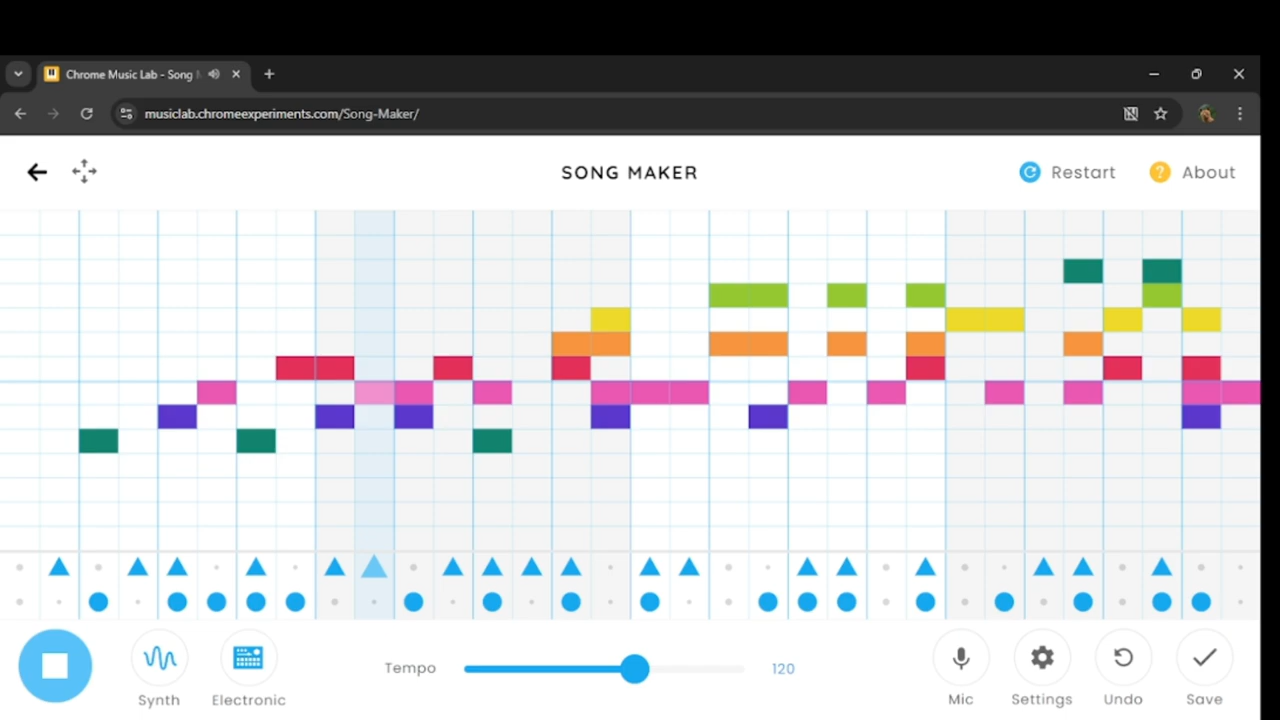 Chrome Music Lab - Song
musiclab.chromeexperiments.com/Song-Maker/
SONG MAKER
Restart
? About
Tempo
120
Synth
Electronic
Mic
Settings
Undo
Save